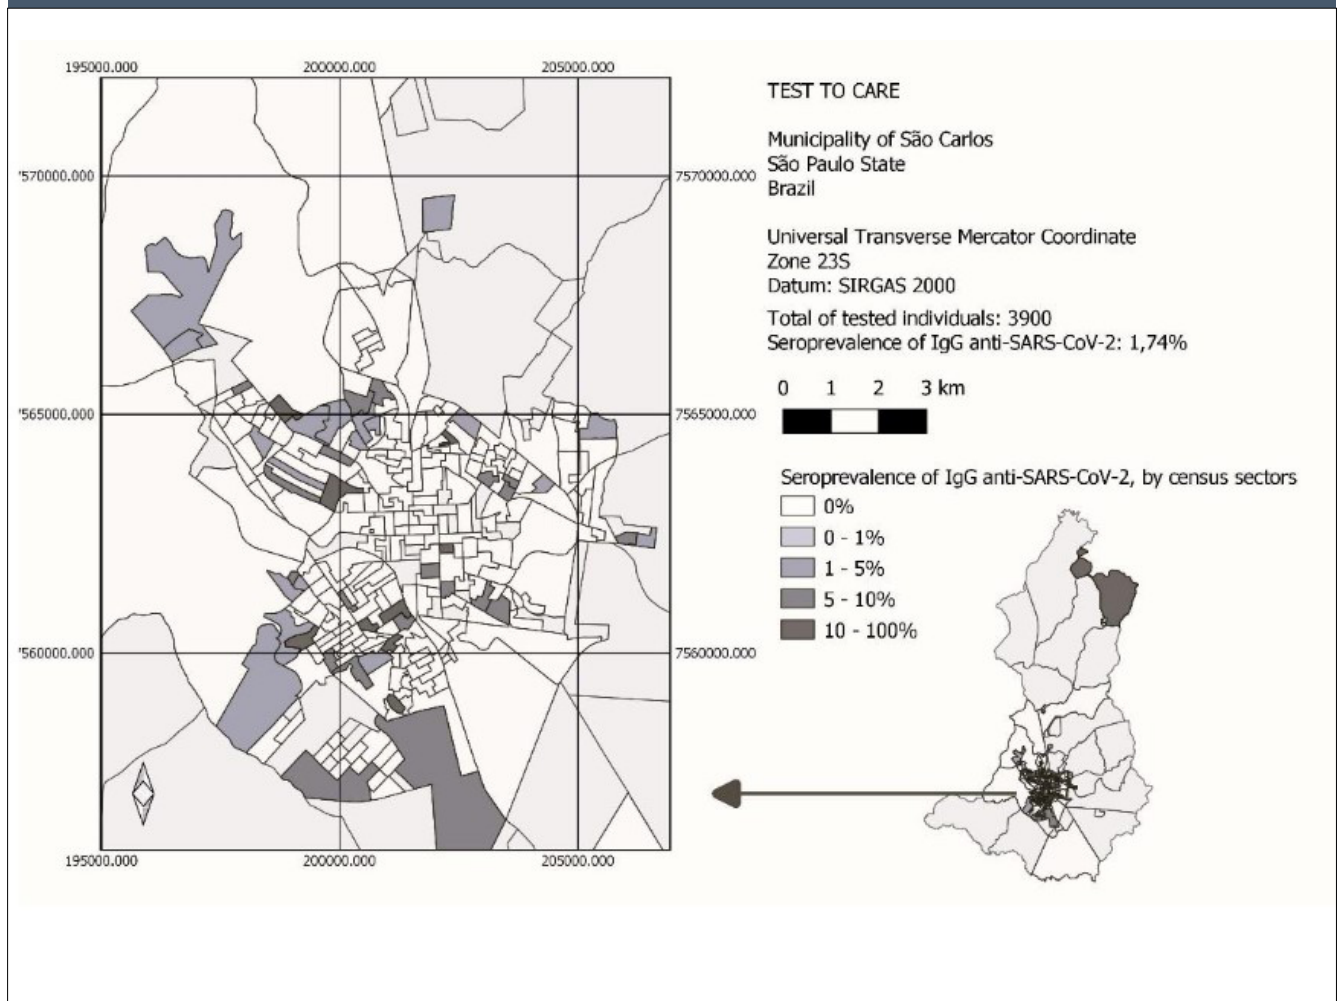 195000.000 200000.000 205000.000
7570000.000 7570000.000
7565000.000 7565000.000
7560000.000 7560000.000
195000.000 200000.000 205000.000
TEST TO CARE
Municipality of São Carlos
São Paulo State
Brazil
Universal Transverse Mercator Coordinate
Zone 23S
Datum: SIRGAS 2000
Total of tested individuals: 3900
Seroprevalence of IgG anti-SARS-CoV-2: 1,74%
0 1 2 3 km
Seroprevalence of IgG anti-SARS-CoV-2, by census sectors
0%
0 - 1%
1 - 5%
5 - 10%
10 - 100%